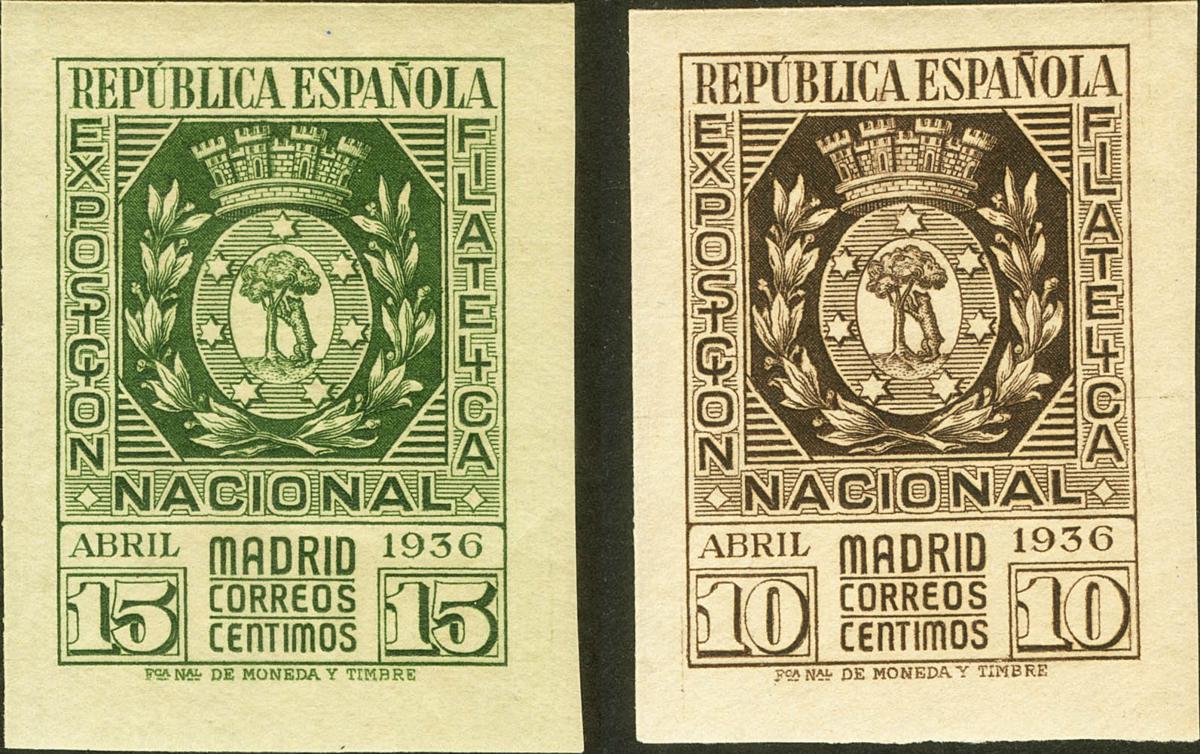 REPÚBLICA ESPAÑOLA
EXPOSICION
FILATELICA
NACIONAL
ABRIL
MADRID
1936
15
CORREOS
15
CENTIMOS
FCA NAL DE MONEDA Y TIMBRE
REPÚBLICA ESPAÑOLA
EXPOSICION
FILATELICA
NACIONAL
ABRIL
MADRID
1936
10
CORREOS
10
CENTIMOS
FCA NAL DE MONEDA Y TIMBRE